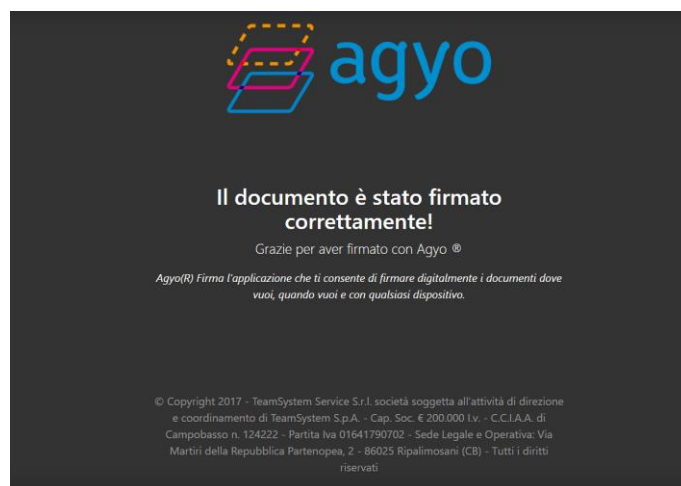 agyo
Il documento è stato firmato
correttamente!
Grazie per aver firmato con Agyo ®
Agyo(R) Firma l'applicazione che ti consente di firmare digitalmente i documenti dove
vuoi, quando vuoi e con qualsiasi dispositivo.
© Copyright 2017 - TeamSystem Service S.r.l. società soggetta all'attività di direzione
e coordinamento di TeamSystem S.p.A. - Cap. Soc. € 200.000 I.v. - C.C.I.A.A. di
Campobasso n. 124222 - Partita Iva 01641790702 - Sede Legale e Operativa: Via
Martiri della Repubblica Partenopea, 2 - 86025 Ripalimosani (CB) - Tutti i diritti
riservati